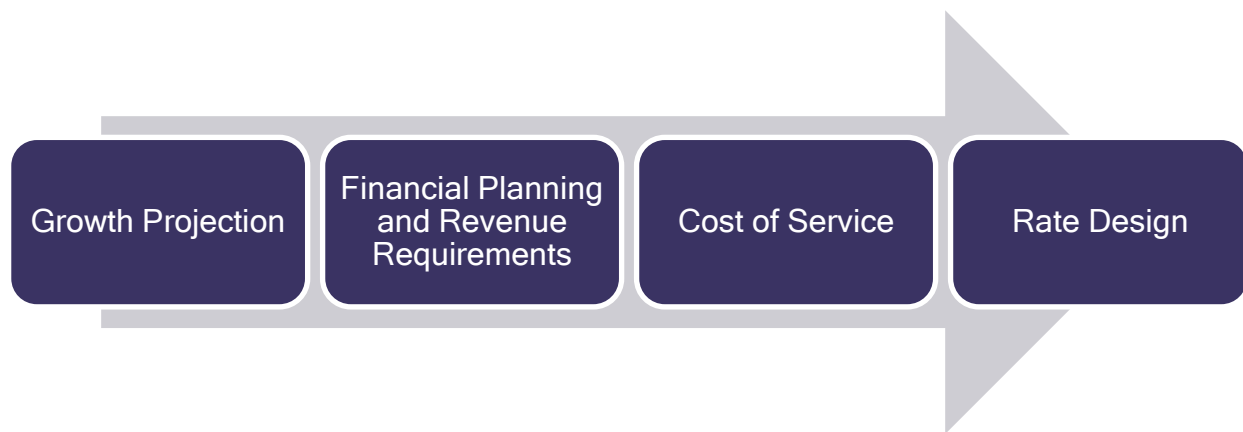 Growth Projection
Financial Planning
and Revenue
Requirements
Cost of Service
Rate Design